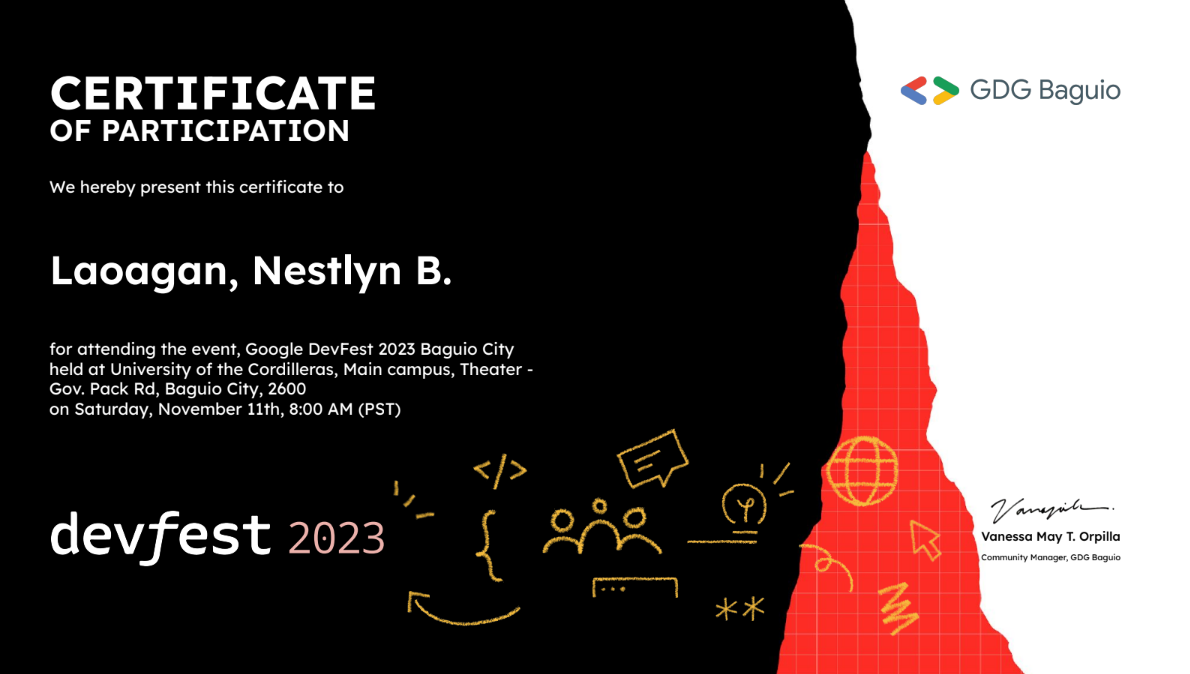 CERTIFICATE
OF PARTICIPATION
We hereby present this certificate to
Laoagan, Nestlyn B.
for attending the event, Google DevFest 2023 Baguio City
held at University of the Cordilleras, Main campus, Theater -
Gov. Pack Rd, Baguio City, 2600
on Saturday, November 11th, 8:00 AM (PST)
devfest 2023
GDG Baguio
Vanessa May T. Orpilla
Community Manager, GDG Baguio